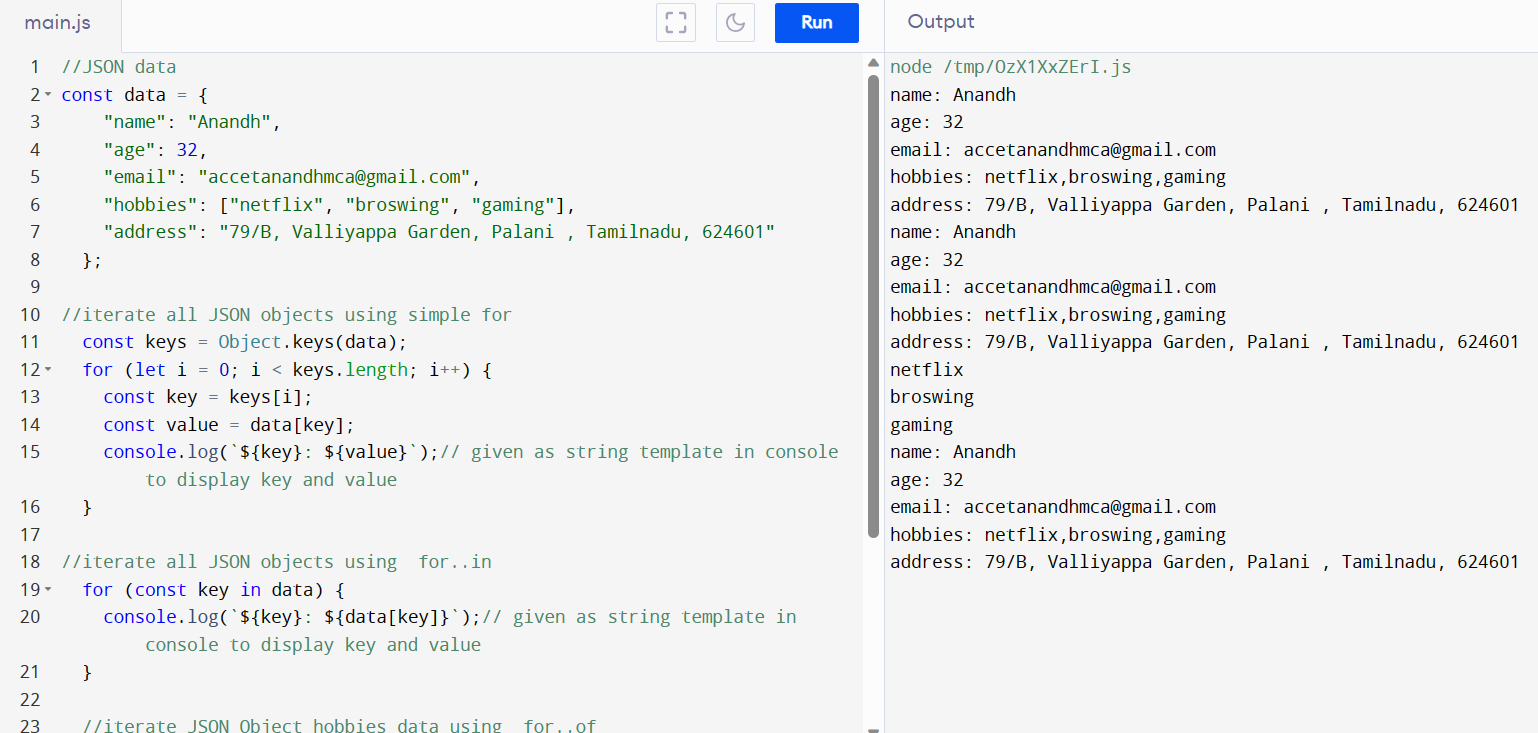 main.js
Run
1 //JSON data
2 const data = {
3 "name": "Anandh",
4 "age": 32,
5 "email": "accetanandhmca@gmail.com",
6 "hobbies": ["netflix", "broswing", "gaming"],
7 "address": "79/B, Valliyappa Garden, Palani , Tamilnadu, 624601"
8 };
9
10 //iterate all JSON objects using simple for
11 const keys = Object.keys(data);
12 for (let i = 0; i < keys.length; i++) {
13 const key = keys[i];
14 const value = data[key];
15 console.log(`${key}: ${value}`);// given as string template in console
to display key and value
16 }
17
18 //iterate all JSON objects using  for..in
19 for (const key in data) {
20 console.log(`${key}: ${data[key]}`);// given as string template in
console to display key and value
21 }
22
23 //iterate JSON Object hobbies data using  for..of
Output
node /tmp/OzX1XxZErI.js
name: Anandh
age: 32
email: accetanandhmca@gmail.com
hobbies: netflix,broswing,gaming
address: 79/B, Valliyappa Garden, Palani , Tamilnadu, 624601
name: Anandh
age: 32
email: accetanandhmca@gmail.com
hobbies: netflix,broswing,gaming
address: 79/B, Valliyappa Garden, Palani , Tamilnadu, 624601
netflix
broswing
gaming
name: Anandh
age: 32
email: accetanandhmca@gmail.com
hobbies: netflix,broswing,gaming
address: 79/B, Valliyappa Garden, Palani , Tamilnadu, 624601